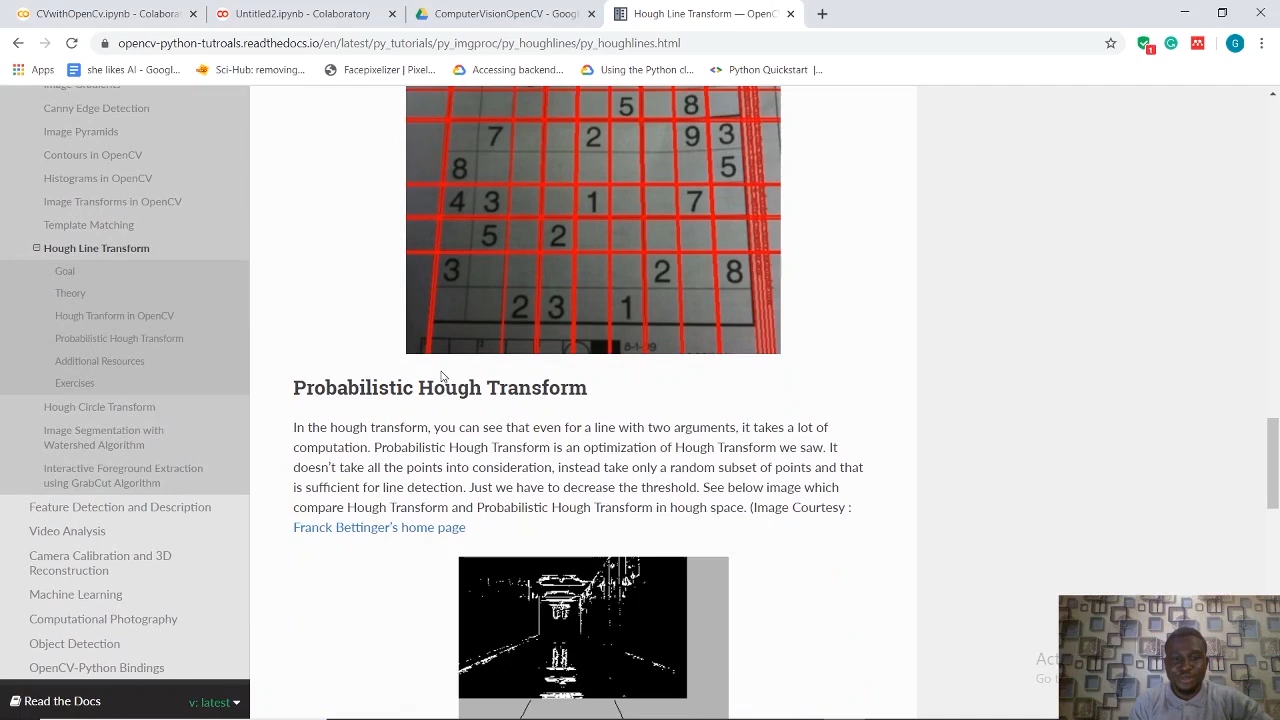 CVwithOpenCV.ipynb - Colaborat
Untitled2.ipynb - Colaboratory
ComputerVisionOpenCV - Goog
Hough Line Transform — OpenC
opencv-python-tutroals.readthedocs.io/en/latest/py_tutorials/py_imgproc/py_houghlines/py_houghlines.html
1
G
Apps
she likes AI - Googl...
Sci-Hub: removing...
Facepixelizer | Pixel...
Accessing backend...
Using the Python cl...
Python Quickstart |...
Image Gradients
Canny Edge Detection
Image Pyramids
Contours in OpenCV
Histograms in OpenCV
Image Transforms in OpenCV
Template Matching
Hough Line Transform
Goal
Theory
Hough Tranform in OpenCV
Probabilistic Hough Transform
Additional Resources
Exercises
Hough Circle Transform
Image Segmentation with
Watershed Algorithm
Interactive Foreground Extraction
using GrabCut Algorithm
Feature Detection and Description
Video Analysis
Camera Calibration and 3D
Reconstruction
Machine Learning
Computational Photography
Object Detection
OpenCV-Python Bindings
Read the Docs
v: latest
5 8
7 2 9 3
8 5
4 3 1 7
5 2
3 2 8
2 3 1
Probabilistic Hough Transform
In the hough transform, you can see that even for a line with two arguments, it takes a lot of
computation. Probabilistic Hough Transform is an optimization of Hough Transform we saw. It
doesn't take all the points into consideration, instead take only a random subset of points and that
is sufficient for line detection. Just we have to decrease the threshold. See below image which
compare Hough Transform and Probabilistic Hough Transform in hough space. (Image Courtesy :
Franck Bettinger's home page
Act
Go t